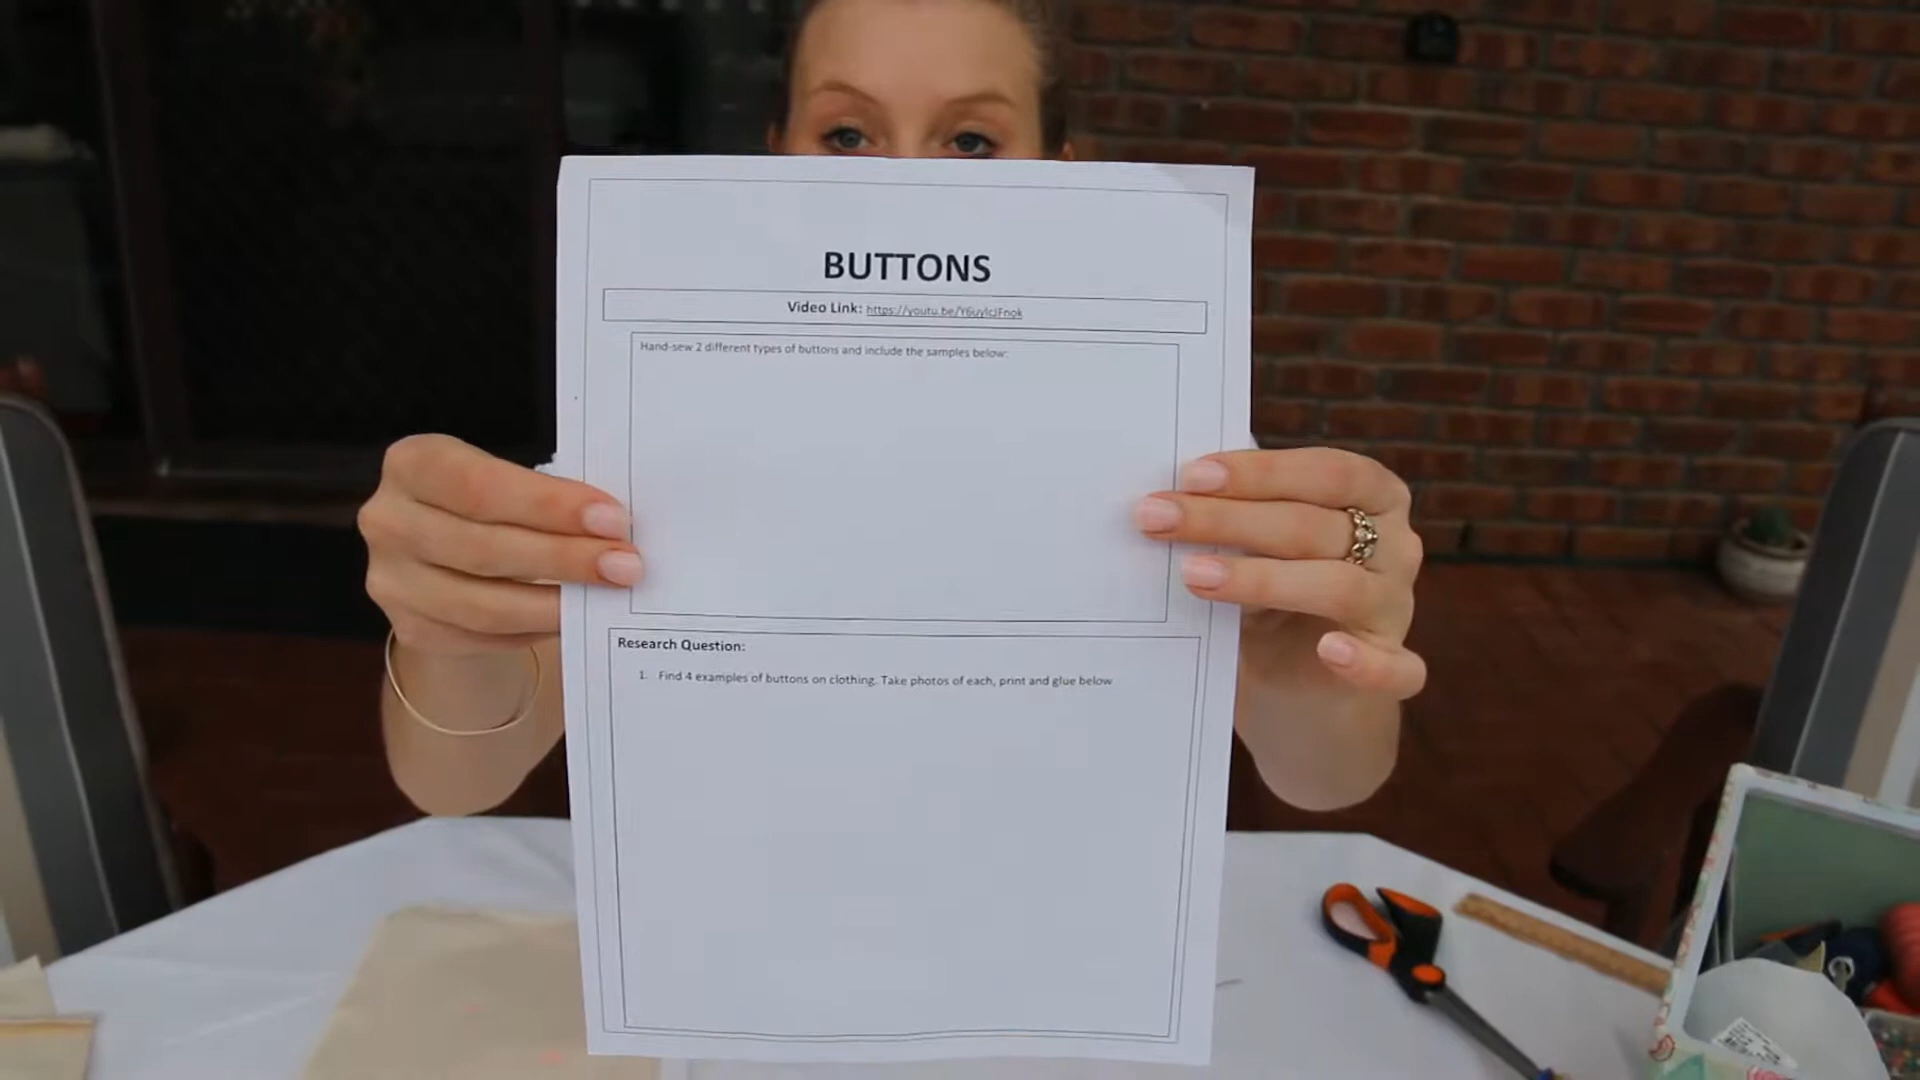 BUTTONS
Video Link: https://youtu.be/Y6uylcJFnok
Hand-sew 2 different types of buttons and include the samples below:
Research Question:
1. Find 4 examples of buttons on clothing. Take photos of each, print and glue below